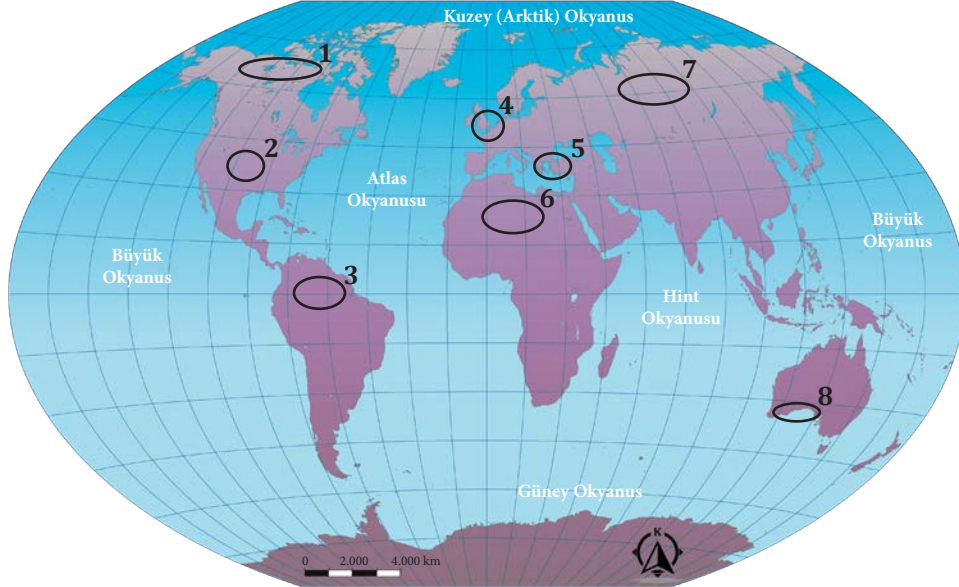 Kuzey (Arktik) Okyanus
1
7
4
2
5
Atlas
Okyanusu
6
Büyük
Okyanus
Büyük
Okyanus
3
Hint
Okyanusu
8
Güney Okyanus
K
0 2.000 4.000 km